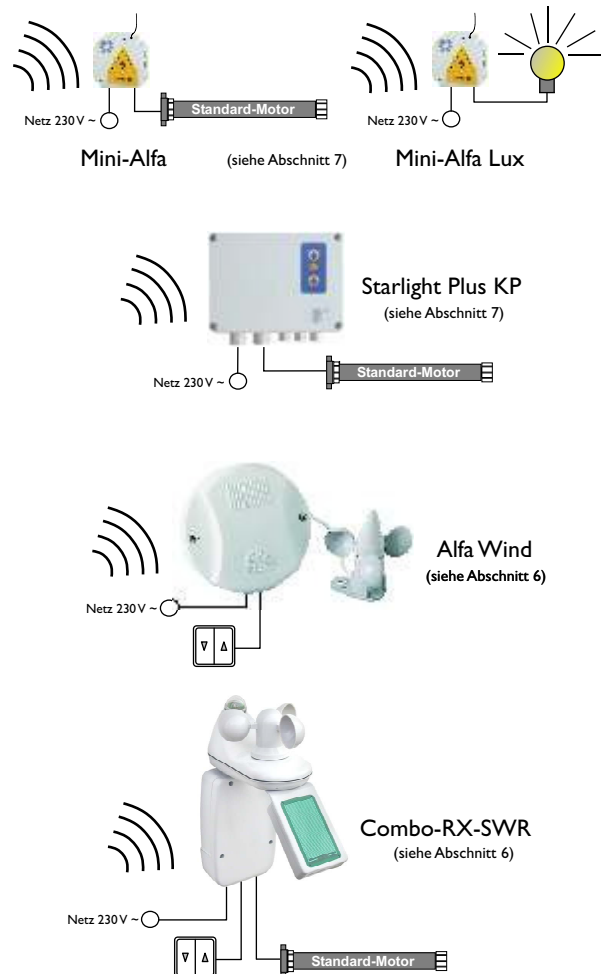 Netz 230 V ~
Standard-Motor
Netz 230 V ~
Mini-Alfa
(siehe Abschnitt 7)
Mini-Alfa Lux
Starlight Plus KP
(siehe Abschnitt 7)
Netz 230 V ~
Standard-Motor
Alfa Wind
(siehe Abschnitt 6)
Netz 230 V ~
Combo-RX-SWR
(siehe Abschnitt 6)
Netz 230 V ~
Standard-Motor